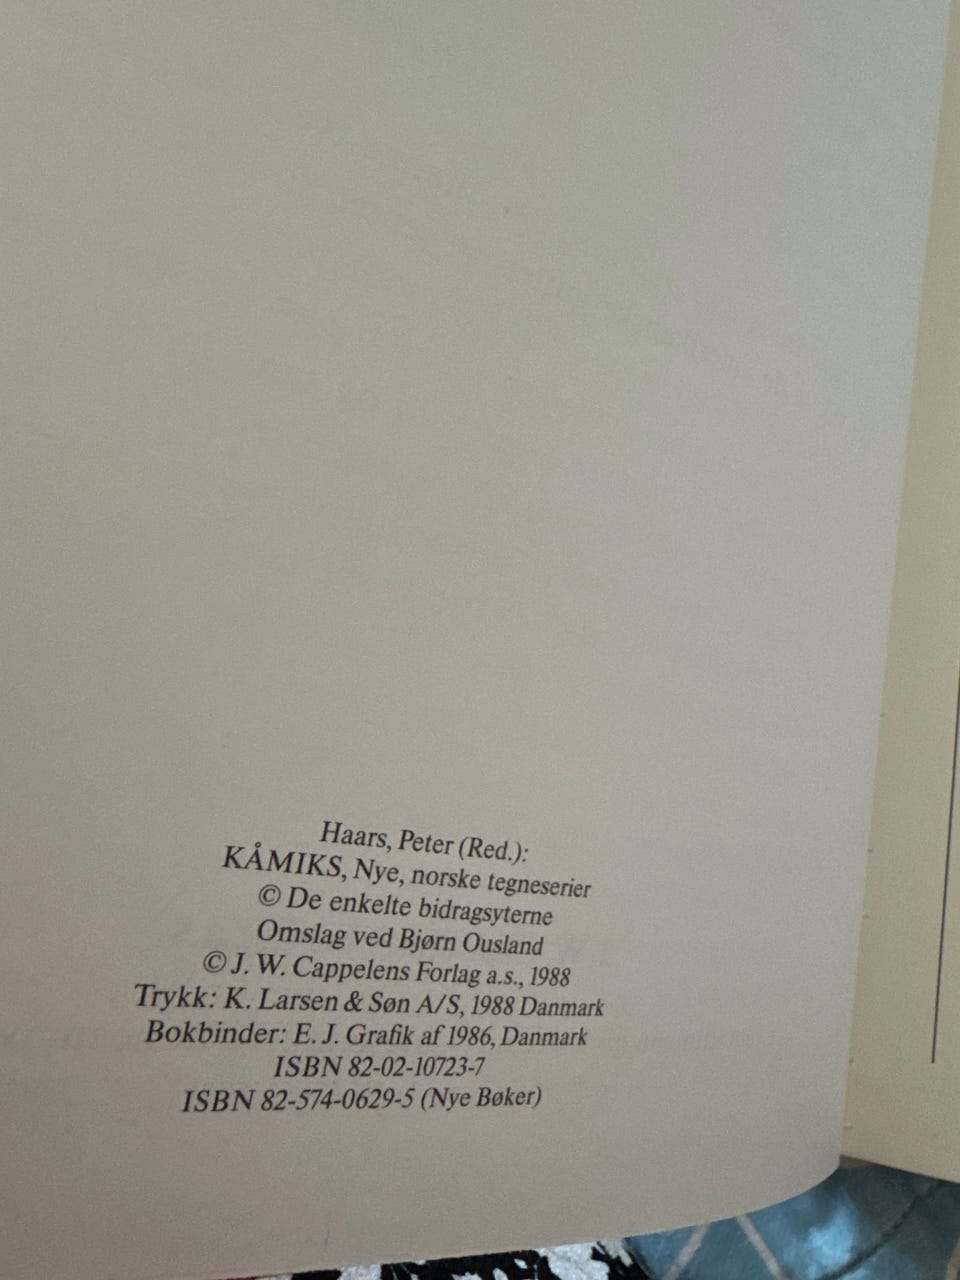 Haars, Peter (Red.):
KÅMIKS, Nye, norske tegneserier
© De enkelte bidragsyterne
Omslag ved Bjørn Ousland
© J. W. Cappelens Forlag a.s., 1988
Trykk: K. Larsen & Søn A/S, 1988 Danmark
Bokbinder: E. J. Grafik af 1986, Danmark
ISBN 82-02-10723-7
ISBN 82-574-0629-5 (Nye Bøker)